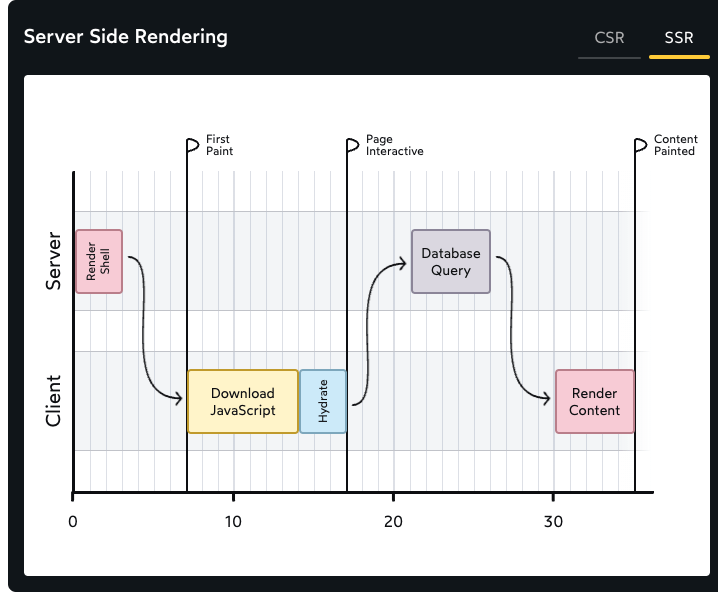 Server Side Rendering
CSR
SSR
First
Paint
Page
Interactive
Content
Painted
Server
Render
Shell
Database
Query
Client
Download
JavaScript
Hydrate
Render
Content
0
10
20
30